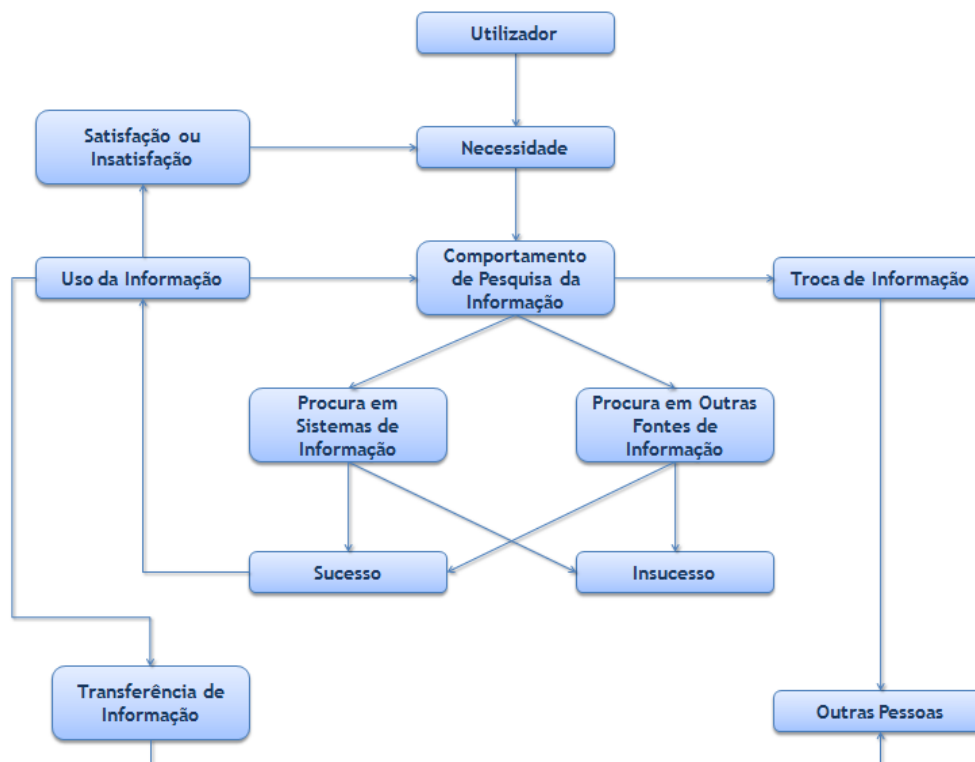 Utilizador
Satisfação ou
Insatisfação
Necessidade
Comportamento
de Pesquisa da
Informação
Uso da Informação
Troca de Informação
Procura em
Sistemas de
Informação
Procura em Outras
Fontes de
Informação
Sucesso
Insucesso
Transferência de
Informação
Outras Pessoas